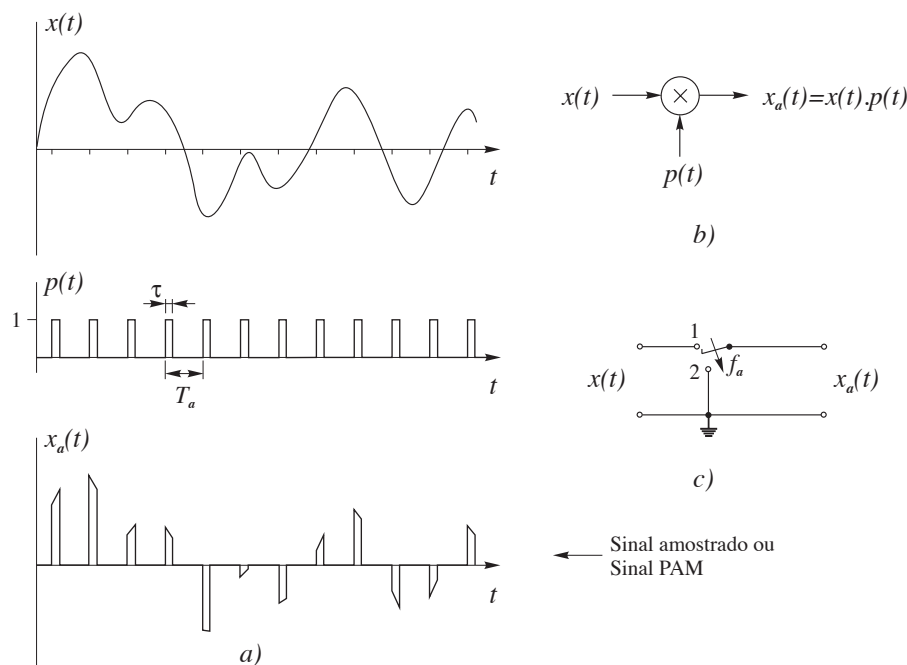 x(t)
t
x(t)
x_a(t)=x(t).p(t)
p(t)
b)
p(t)
τ
1
T_a
t
1
2
f_a
x(t)
x_a(t)
c)
x_a(t)
t
a)
Sinal amostrado ou
Sinal PAM